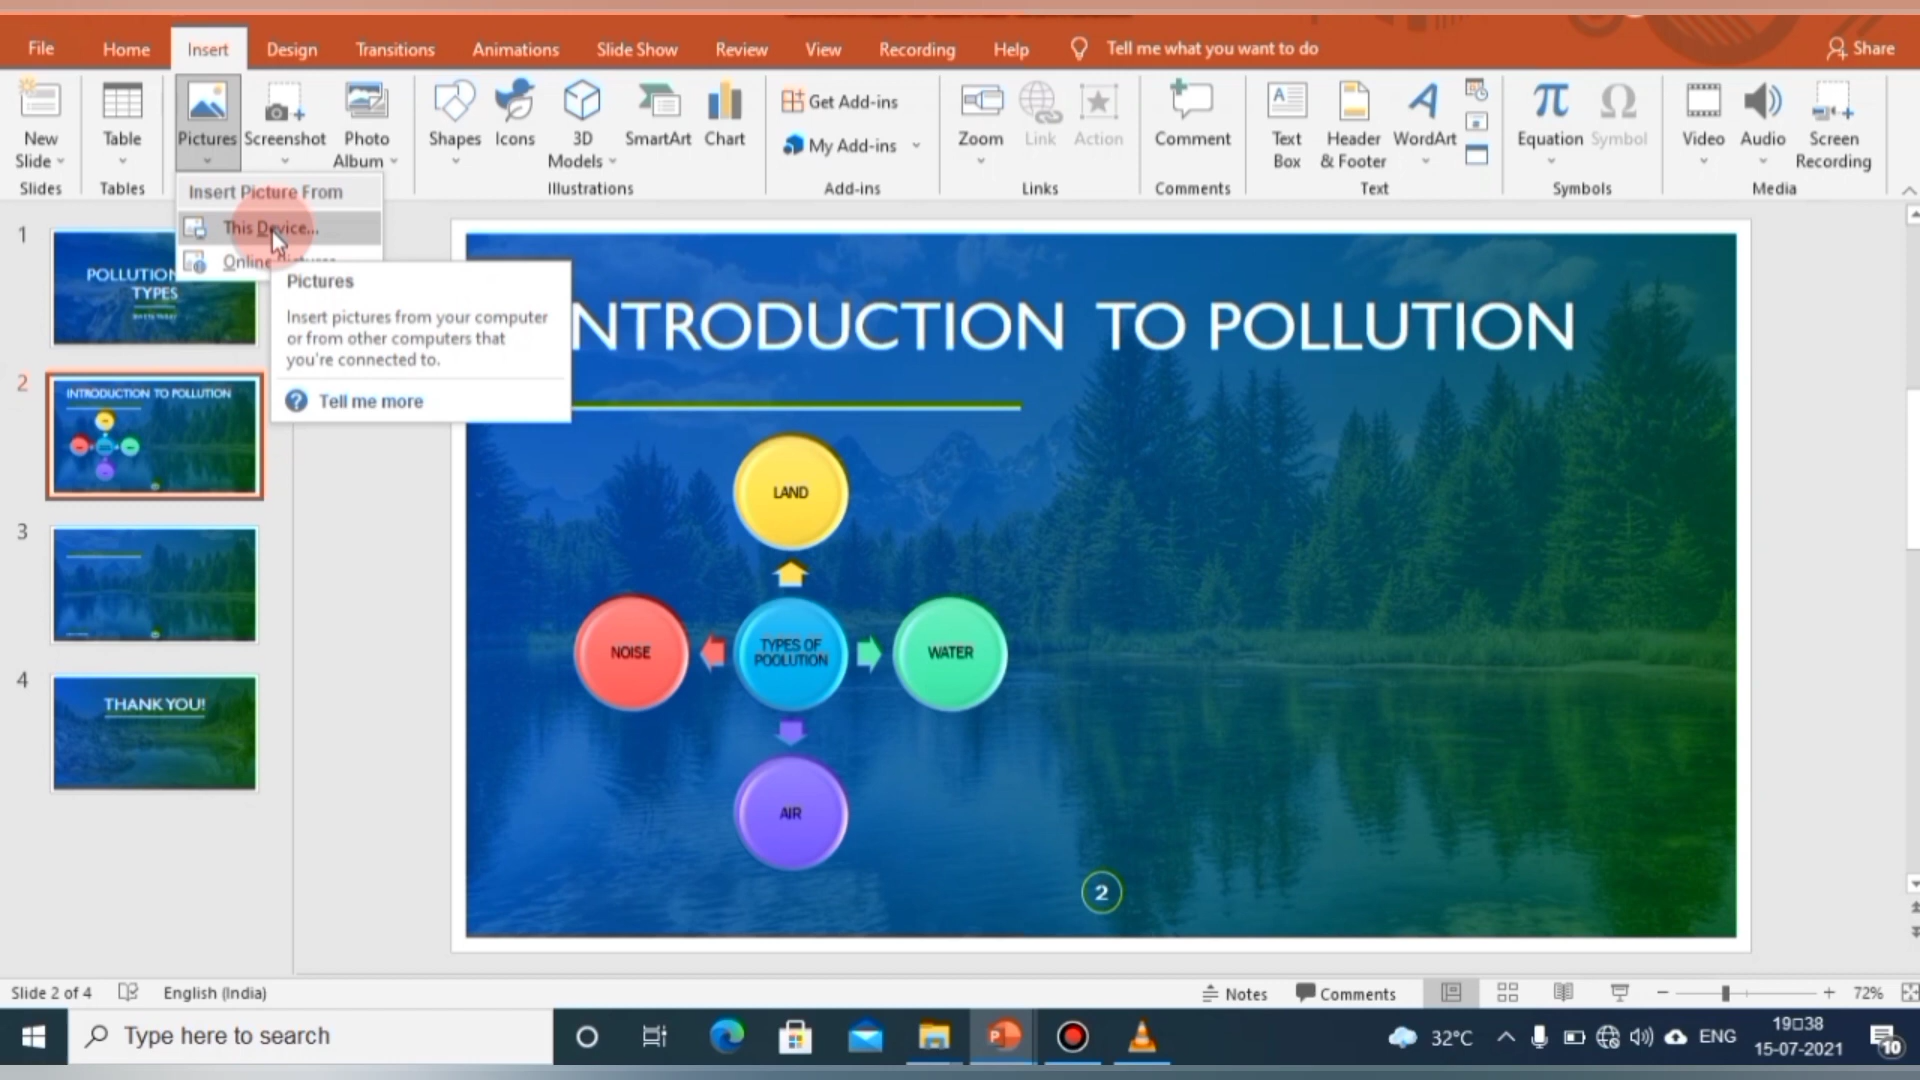 File Home Insert Design Transitions Animations Slide Show Review View Recording Help Tell me what you want to do Share
New Slide
Table
Pictures
Screenshot
Photo Album
Shapes
Icons
3D Models
SmartArt
Chart
Get Add-ins
My Add-ins
Zoom
Link
Action
Comment
Text Box
Header & Footer
WordArt
Equation
Symbol
Video
Audio
Screen Recording
Slides Tables Illustrations Add-ins Links Comments Text Symbols Media
Insert Picture From
This Device...
Online
Pictures
Insert pictures from your computer
or from other computers that
you're connected to.
Tell me more
1
POLLUTION
TYPES
2
INTRODUCTION TO POLLUTION
3
4
THANK YOU!
NTRODUCTION TO POLLUTION
LAND
NOISE
TYPES OF
POOLUTION
WATER
AIR
2
Slide 2 of 4 English (India) Notes Comments 72%
Type here to search
32°C ENG
19:38
15-07-2021
10